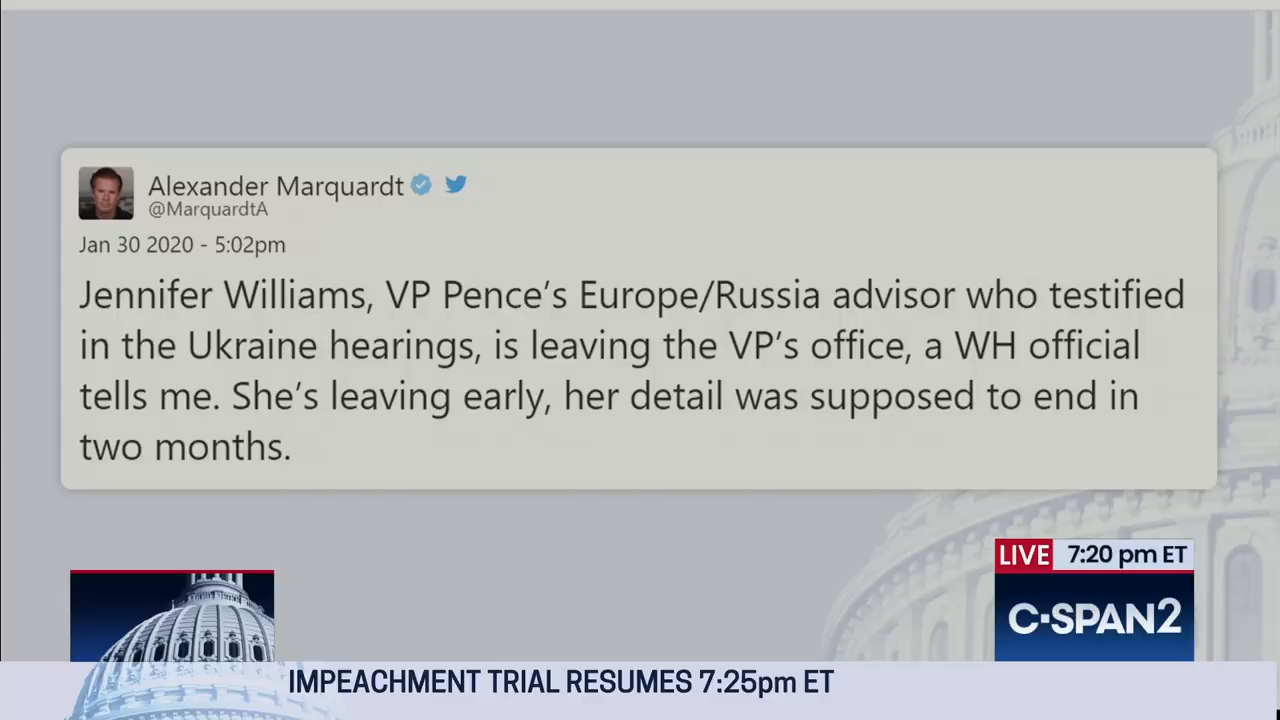 Alexander Marquardt
@MarquardtA
Jan 30 2020 - 5:02pm
Jennifer Williams, VP Pence's Europe/Russia advisor who testified
in the Ukraine hearings, is leaving the VP's office, a WH official
tells me. She's leaving early, her detail was supposed to end in
two months.
LIVE 7:20 pm ET
C-SPAN2
IMPEACHMENT TRIAL RESUMES 7:25pm ET